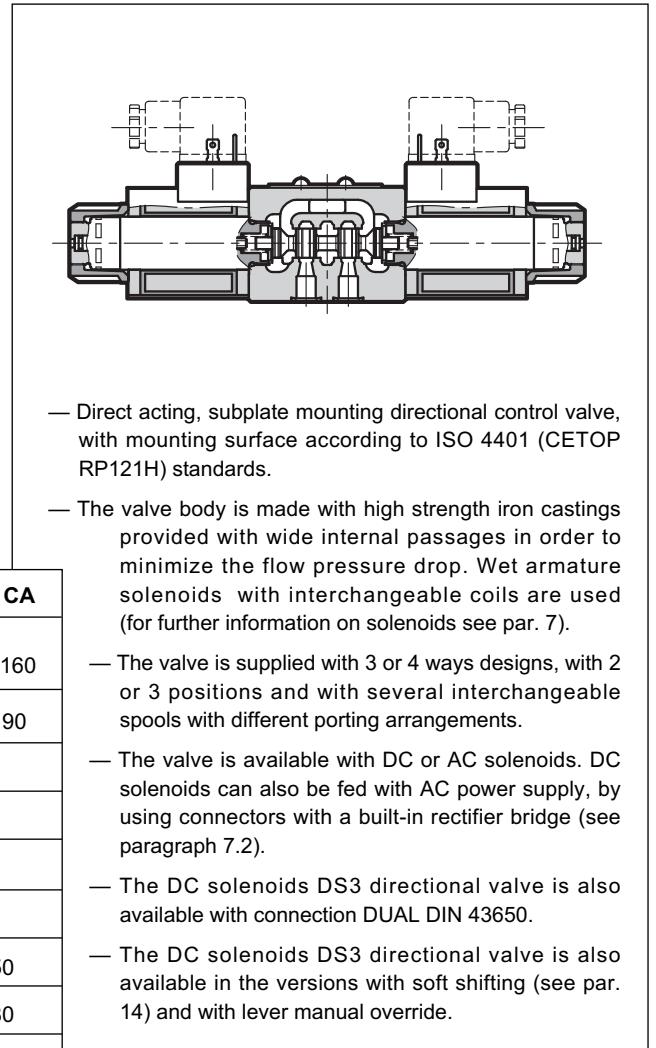 — Direct acting, subplate mounting directional control valve,
with mounting surface according to ISO 4401 (CETOP
RP121H) standards.
— The valve body is made with high strength iron castings
provided with wide internal passages in order to
minimize the flow pressure drop. Wet armature
solenoids with interchangeable coils are used
(for further information on solenoids see par. 7).
— The valve is supplied with 3 or 4 ways designs, with 2
or 3 positions and with several interchangeable
spools with different porting arrangements.
— The valve is available with DC or AC solenoids. DC
solenoids can also be fed with AC power supply, by
using connectors with a built-in rectifier bridge (see
paragraph 7.2).
— The DC solenoids DS3 directional valve is also
available with connection DUAL DIN 43650.
— The DC solenoids DS3 directional valve is also
available in the versions with soft shifting (see par.
14) and with lever manual override.
CA
160
90